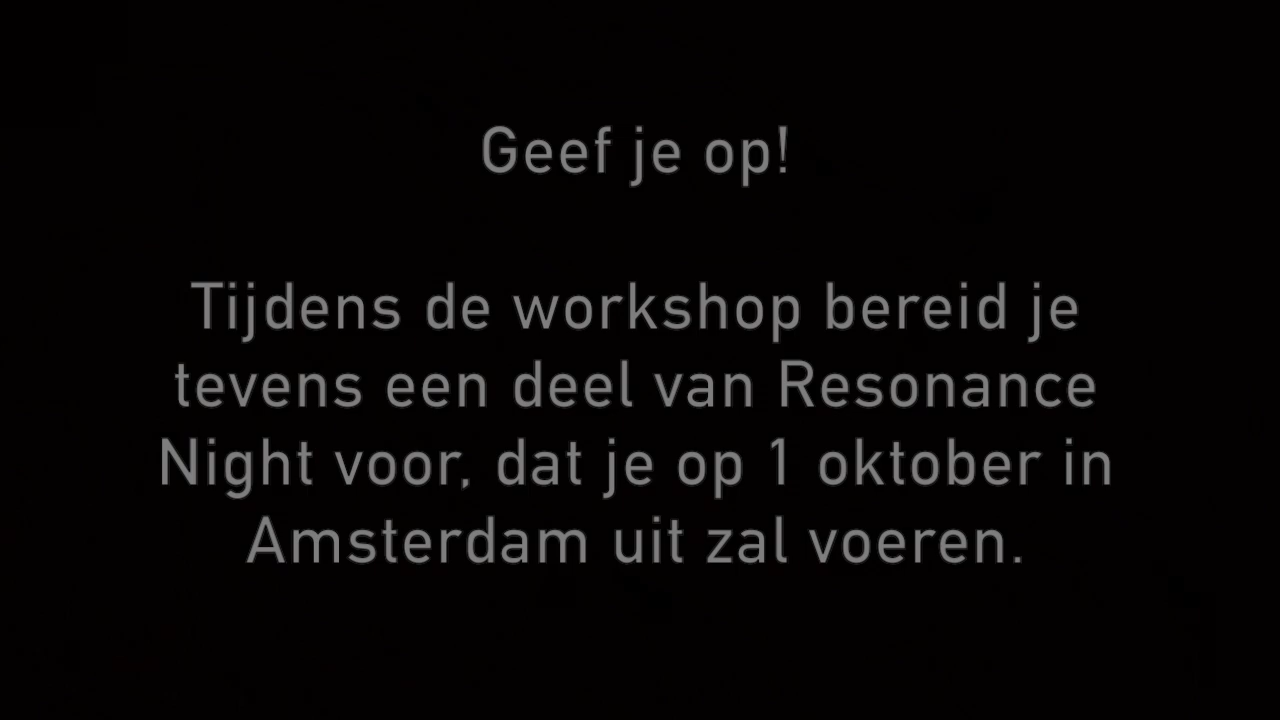 Geef je op!
Tijdens de workshop bereid je
tevens een deel van Resonance
Night voor, dat je op 1 oktober in
Amsterdam uit zal voeren.